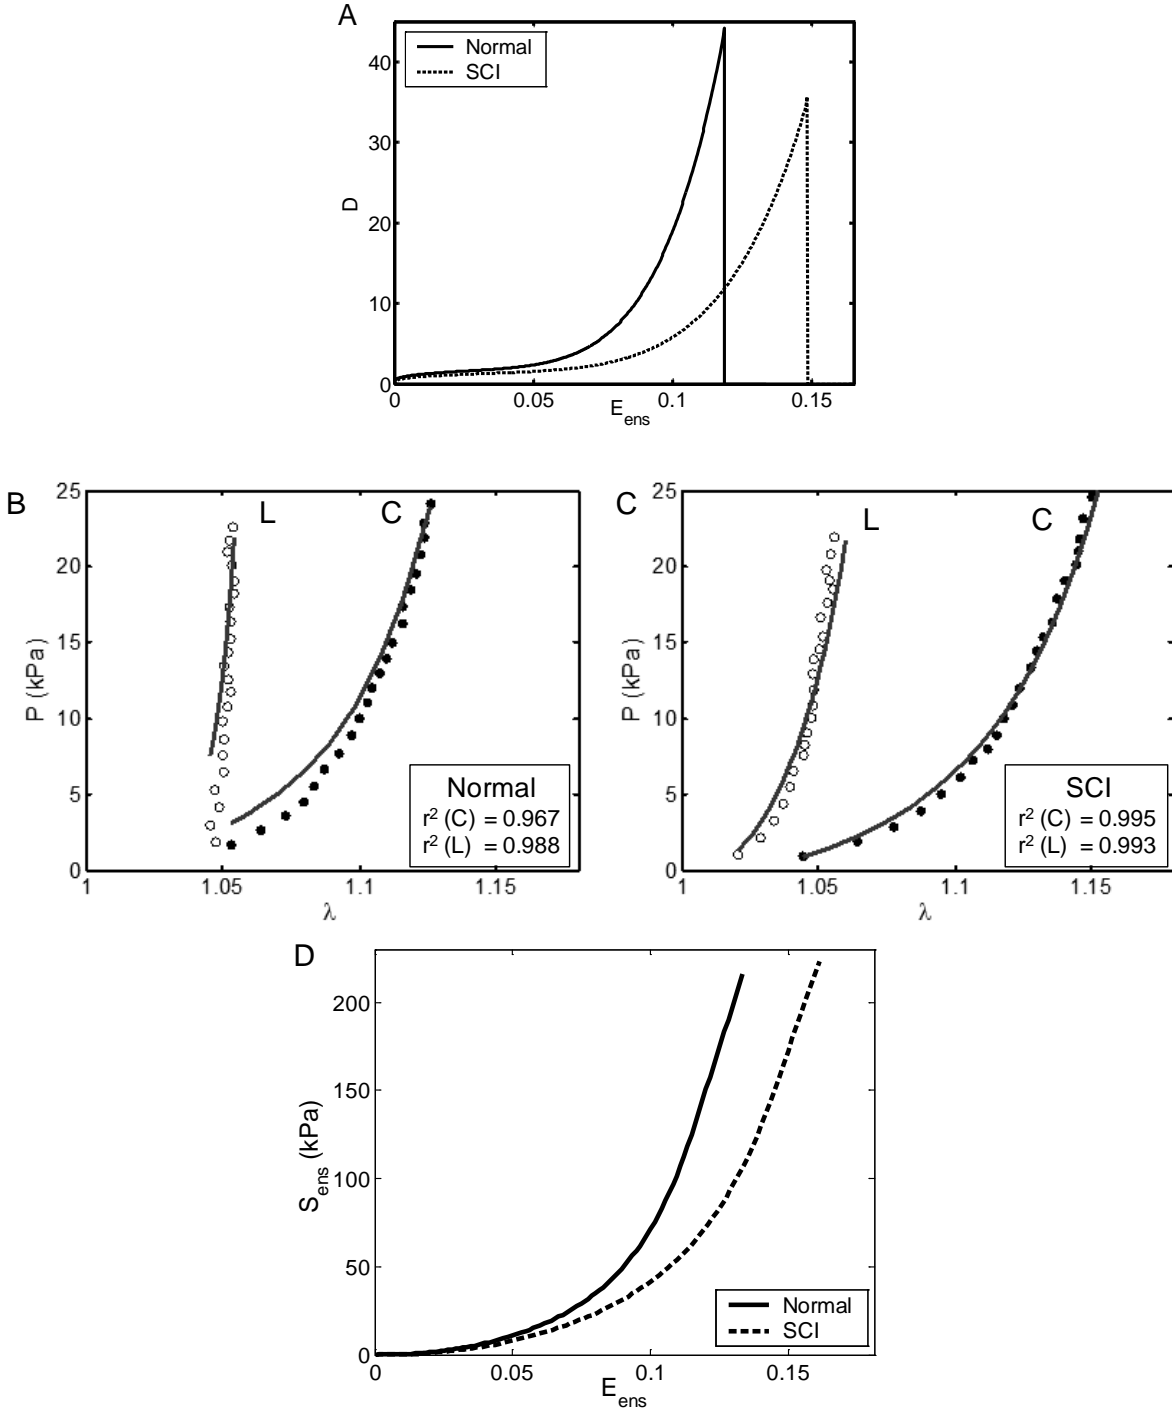 A
Normal
SCI
40
30
20
10
0
D
0
0.05
0.1
0.15
E_ens
B
25
20
15
10
5
0
P (kPa)
L
C
Normal
r² (C) = 0.967
r² (L) = 0.988
1
1.05
1.1
1.15
λ
C
25
20
15
10
5
0
P (kPa)
L
C
SCI
r² (C) = 0.995
r² (L) = 0.993
1
1.05
1.1
1.15
λ
D
200
150
100
50
0
S_ens (kPa)
Normal
SCI
0
0.05
0.1
0.15
E_ens